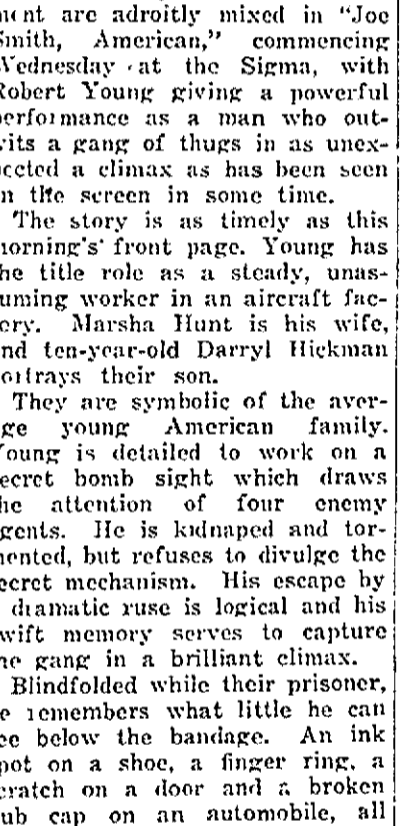 ment are adroitly mixed in "Joe
Smith, American," commencing
Wednesday at the Sigma, with
Robert Young giving a powerful
performance as a man who out-
wits a gang of thugs in as unex-
pected a climax as has been seen
on the screen in some time.
The story is as timely as this
morning's front page. Young has
the title role as a steady, unas-
suming worker in an aircraft fac-
tory. Marsha Hunt is his wife,
and ten-year-old Darryl Hickman
portrays their son.
They are symbolic of the aver-
age young American family.
Young is detailed to work on a
secret bomb sight which draws
the attention of four enemy
agents. He is kidnaped and tor-
mented, but refuses to divulge the
secret mechanism. His escape by
a dramatic ruse is logical and his
swift memory serves to capture
the gang in a brilliant climax.
Blindfolded while their prisoner,
he remembers what little he can
see below the bandage. An ink
spot on a shoe, a finger ring, a
scratch on a door and a broken
hub cap on an automobile, all